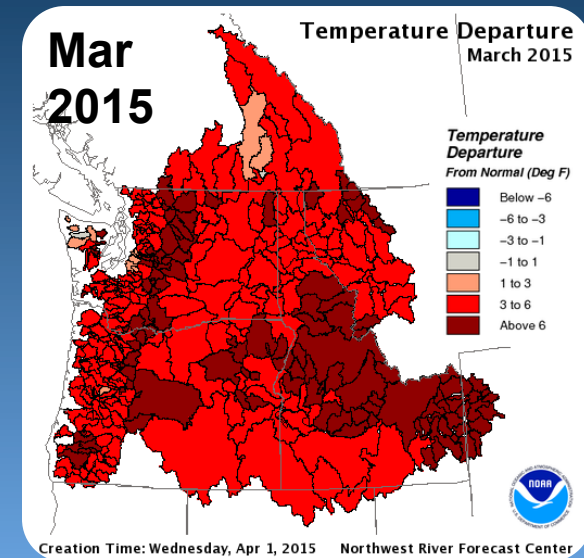 Mar
2015
Temperature Departure
March 2015
Temperature
Departure
From Normal (Deg F)
Below -6
-6 to -3
-3 to -1
-1 to 1
1 to 3
3 to 6
Above 6
NOAA
Creation Time: Wednesday, Apr 1, 2015 Northwest River Forecast Center